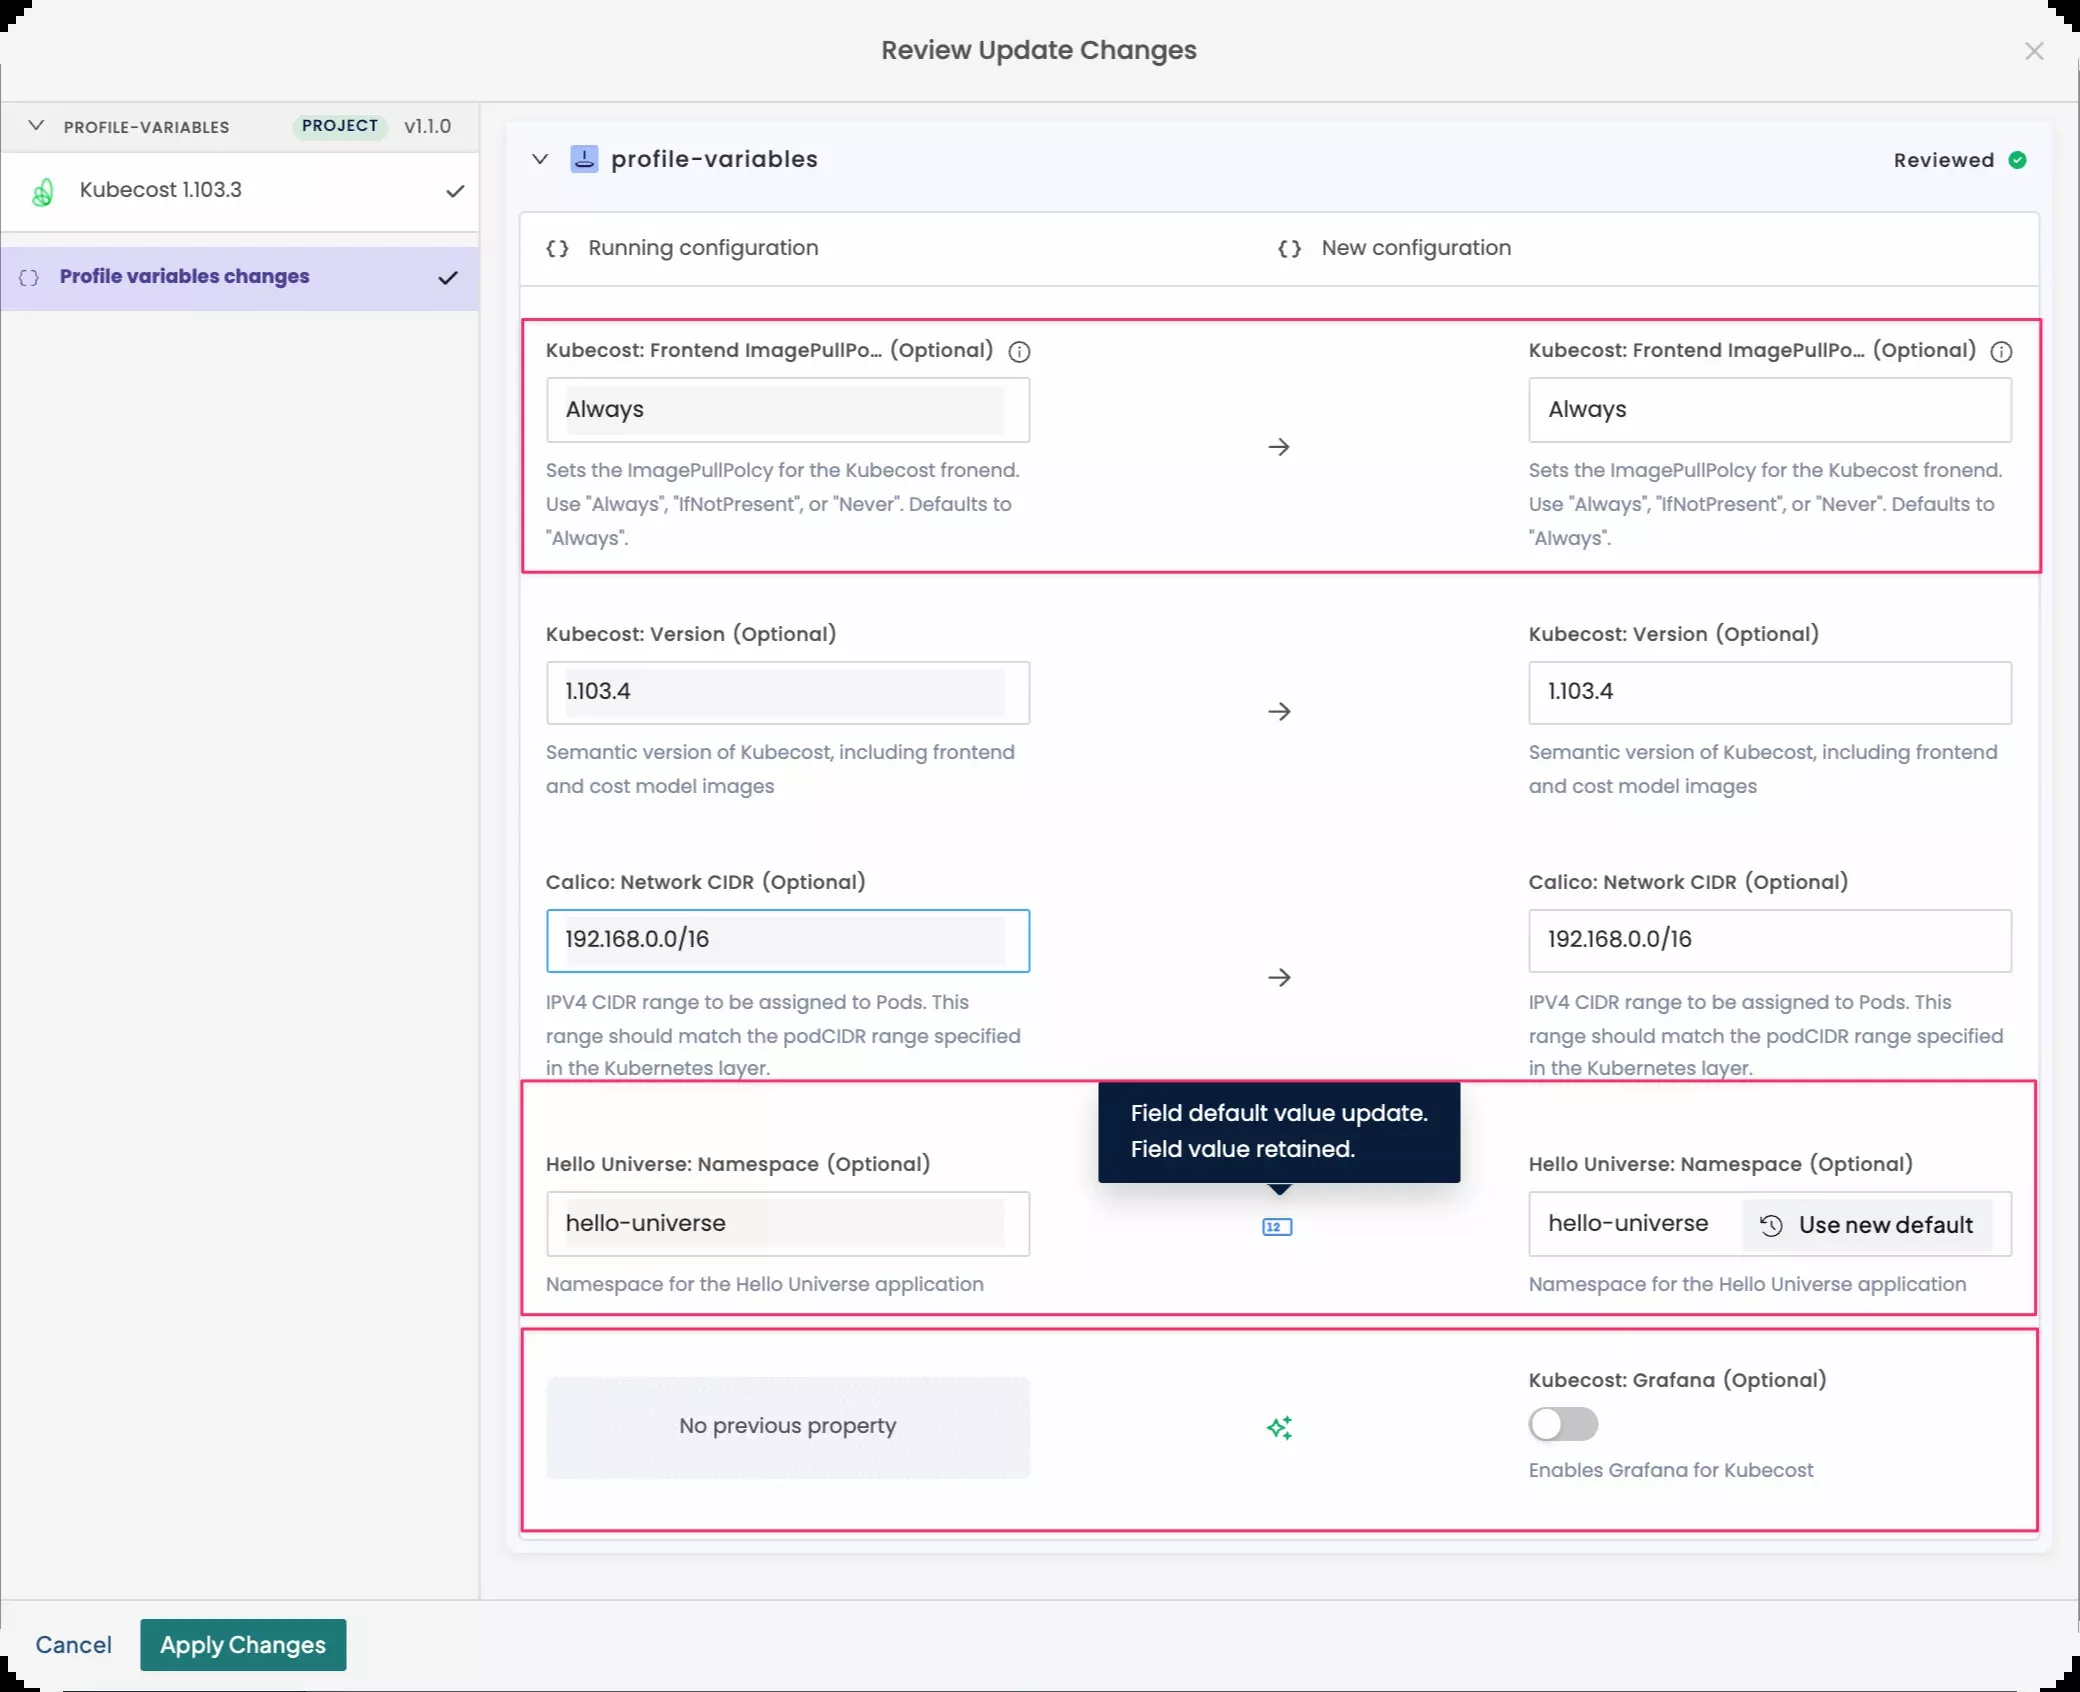 Review Update Changes
PROFILE-VARIABLES PROJECT v1.1.0
Kubecost 1.103.3
Profile variables changes
profile-variables
Reviewed
Running configuration
New configuration
Kubecost: Frontend ImagePullPo... (Optional)
Always
Sets the ImagePullPolcy for the Kubecost fronend.
Use "Always", "IfNotPresent", or "Never". Defaults to
"Always".
Kubecost: Frontend ImagePullPo... (Optional)
Always
Sets the ImagePullPolcy for the Kubecost fronend.
Use "Always", "IfNotPresent", or "Never". Defaults to
"Always".
Kubecost: Version (Optional)
1.103.4
Semantic version of Kubecost, including frontend
and cost model images
Kubecost: Version (Optional)
1.103.4
Semantic version of Kubecost, including frontend
and cost model images
Calico: Network CIDR (Optional)
192.168.0.0/16
IPV4 CIDR range to be assigned to Pods. This
range should match the podCIDR range specified
in the Kubernetes layer.
Calico: Network CIDR (Optional)
192.168.0.0/16
IPV4 CIDR range to be assigned to Pods. This
range should match the podCIDR range specified
in the Kubernetes layer.
Hello Universe: Namespace (Optional)
hello-universe
Namespace for the Hello Universe application
Field default value update.
Field value retained.
12
Hello Universe: Namespace (Optional)
hello-universe
Use new default
Namespace for the Hello Universe application
No previous property
Kubecost: Grafana (Optional)
Enables Grafana for Kubecost
Cancel
Apply Changes